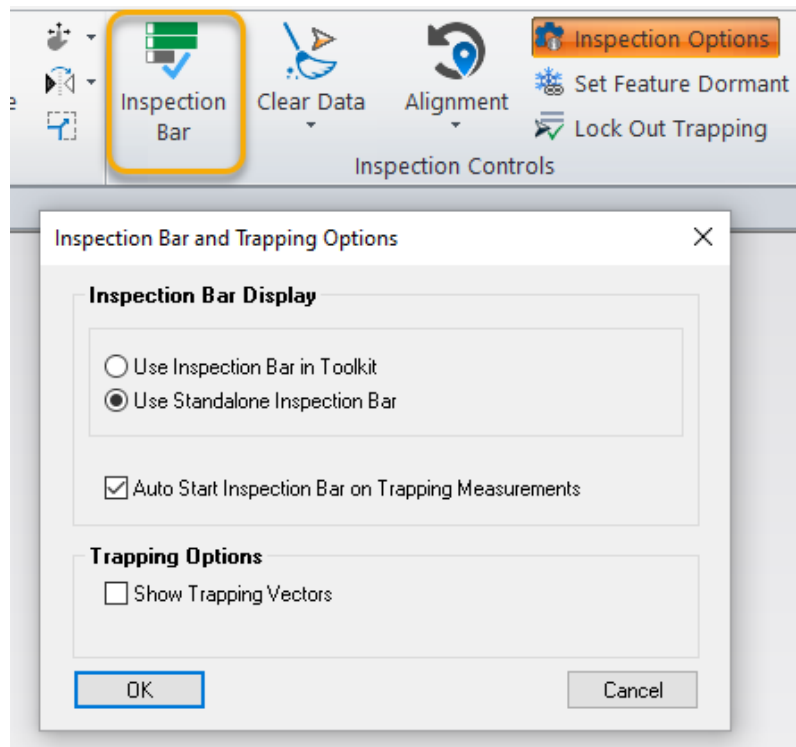 Inspection
Bar
Clear Data
Alignment
Inspection Options
Set Feature Dormant
Lock Out Trapping
Inspection Controls
Inspection Bar and Trapping Options
Inspection Bar Display
Use Inspection Bar in Toolkit
Use Standalone Inspection Bar
Auto Start Inspection Bar on Trapping Measurements
Trapping Options
Show Trapping Vectors
OK
Cancel